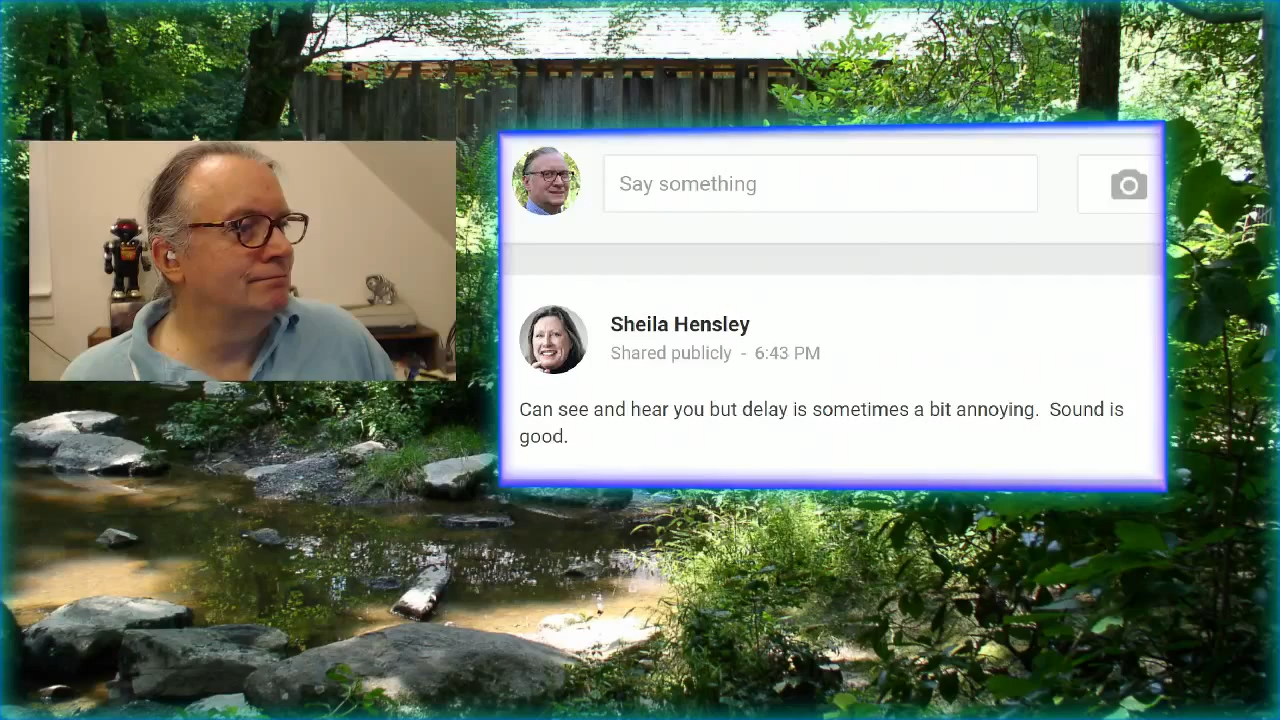 Say something
Sheila Hensley
Shared publicly - 6:43 PM
Can see and hear you but delay is sometimes a bit annoying.  Sound is
good.